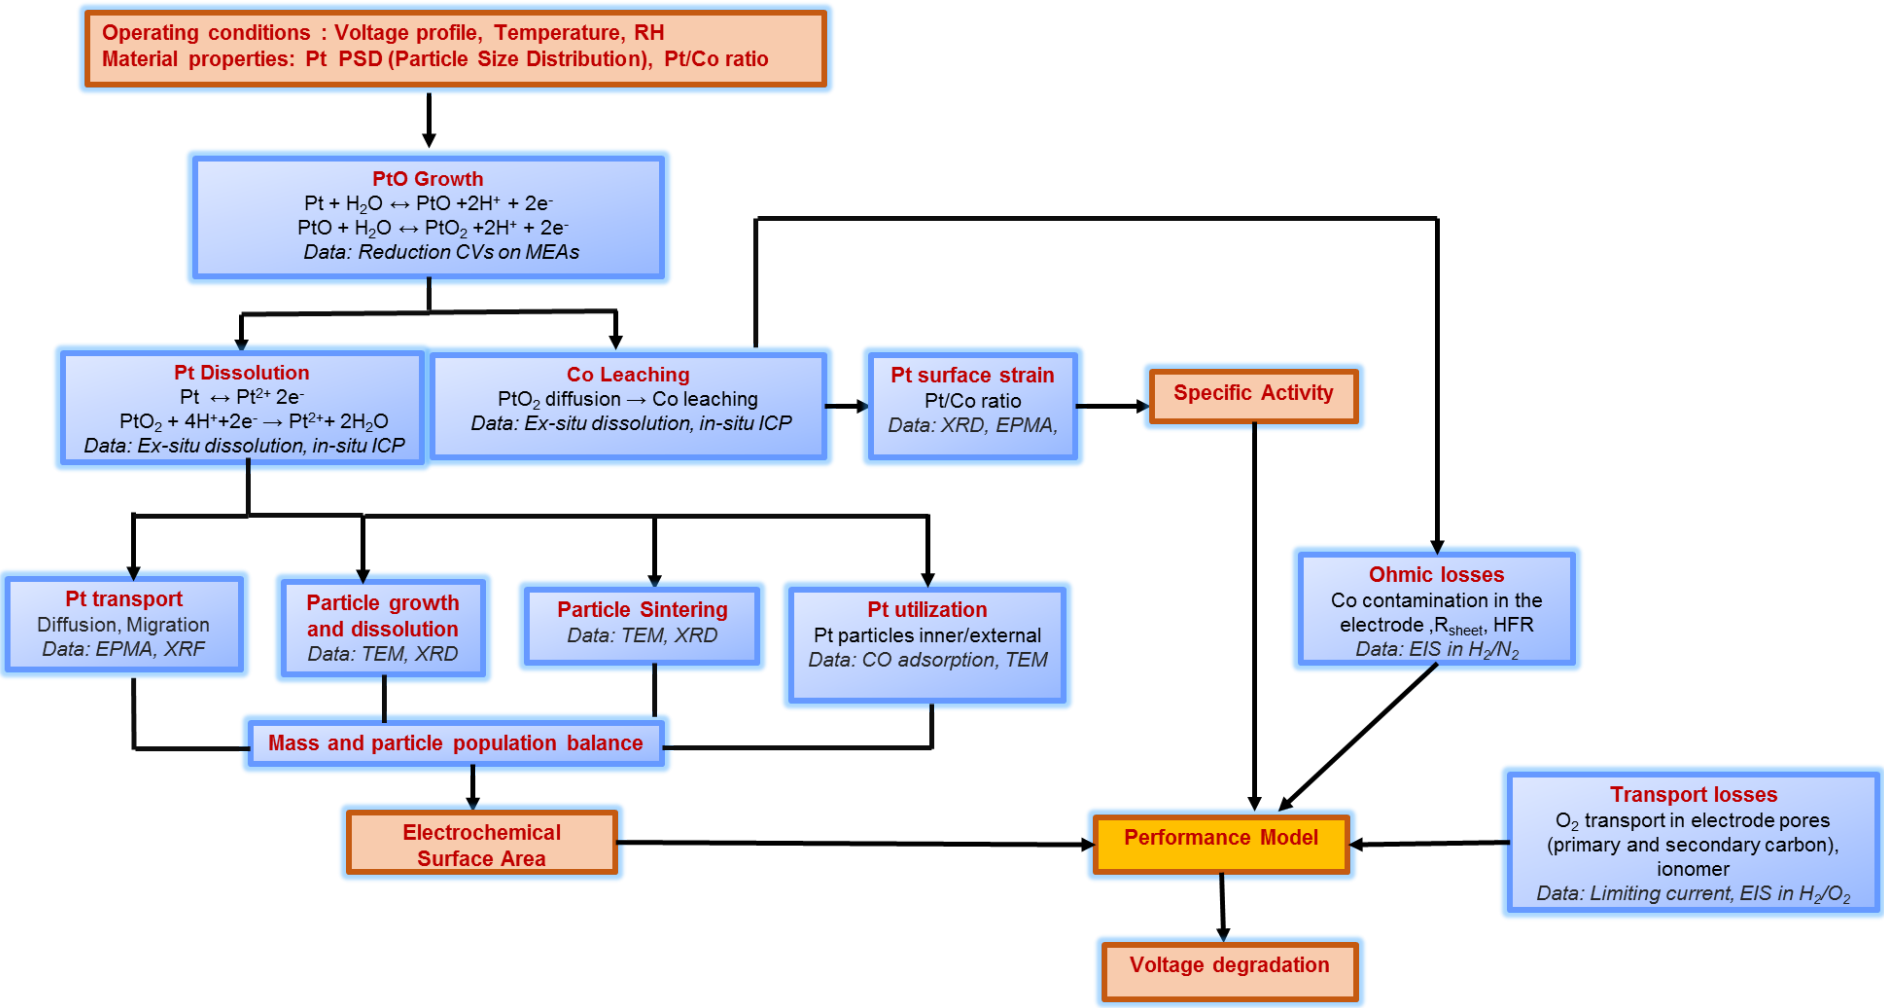 Operating conditions : Voltage profile, Temperature, RH
Material properties: Pt PSD (Particle Size Distribution), Pt/Co ratio
PtO Growth
Pt + H₂O ↔ PtO +2H⁺ + 2e⁻
PtO + H₂O ↔ PtO₂ +2H⁺ + 2e⁻
Data: Reduction CVs on MEAs
Pt Dissolution
Pt ↔ Pt²⁺ 2e⁻
PtO₂ + 4H⁺+2e⁻ → Pt²⁺+ 2H₂O
Data: Ex-situ dissolution, in-situ ICP
Co Leaching
PtO₂ diffusion → Co leaching
Data: Ex-situ dissolution, in-situ ICP
Pt surface strain
Pt/Co ratio
Data: XRD, EPMA,
Specific Activity
Pt transport
Diffusion, Migration
Data: EPMA, XRF
Particle growth
and dissolution
Data: TEM, XRD
Particle Sintering
Data: TEM, XRD
Pt utilization
Pt particles inner/external
Data: CO adsorption, TEM
Ohmic losses
Co contamination in the
electrode ,R_sheet, HFR
Data: EIS in H₂/N₂
Mass and particle population balance
Electrochemical
Surface Area
Performance Model
Transport losses
O₂ transport in electrode pores
(primary and secondary carbon),
ionomer
Data: Limiting current, EIS in H₂/O₂
Voltage degradation